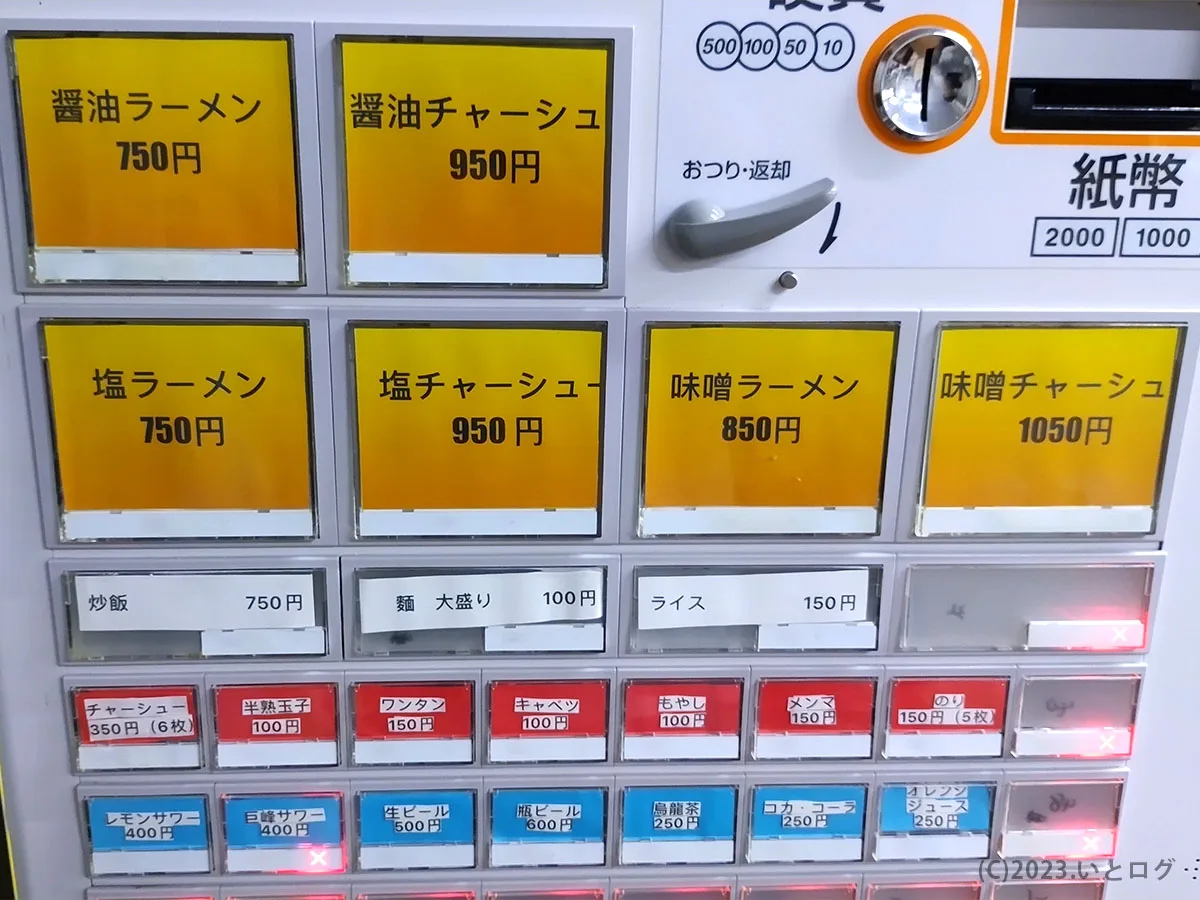 500 100 50 10
醤油ラーメン
750円
醤油チャーシュ
950円
おつり・返却
紙幣
2000 1000
塩ラーメン
750円
塩チャーシュー
950 円
味噌ラーメン
850円
味噌チャーシュ
1050円
炒飯 750円
麺 大盛り 100円
ライス 150円
チャーシュー
350円 (6枚)
半熟玉子
100円
ワンタン
150円
キャベツ
100円
もやし
100円
メンマ
150円
のり
150円 (5枚)
レモンサワー
400円
巨峰サワー
400円
生ビール
500円
瓶ビール
600円
烏龍茶
250円
コカ・コーラ
250円
オレンジ
ジュース
250円
(C)2023.いとログ